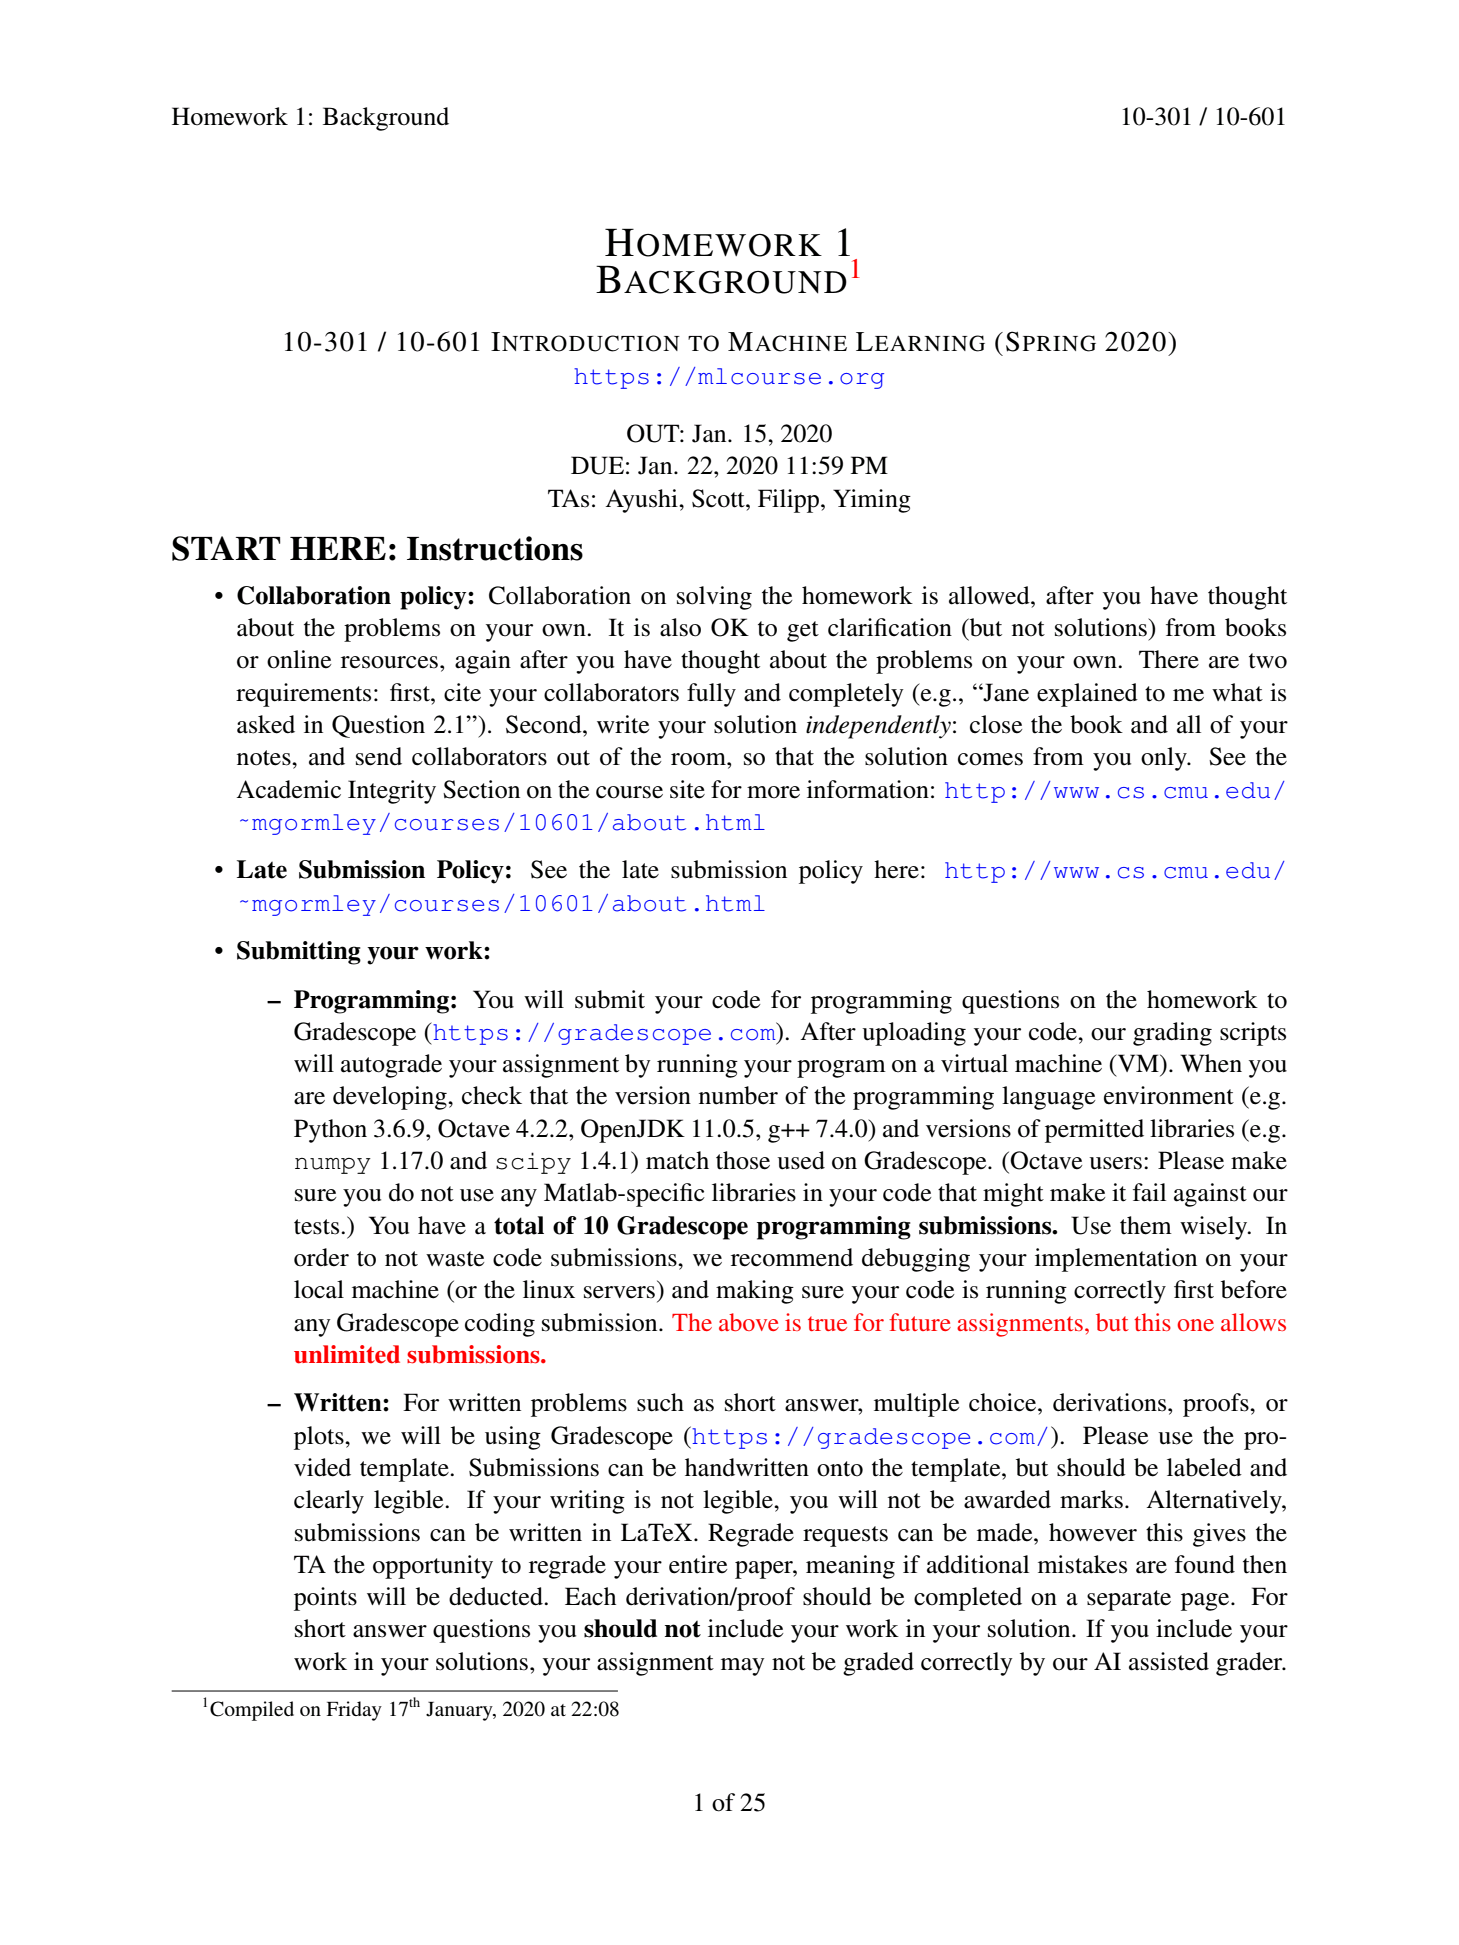 Homework 1: Background 10-301 / 10-601
HOMEWORK 1
BACKGROUND1
10-301 / 10-601 INTRODUCTION TO MACHINE LEARNING (SPRING 2020)
https://mlcourse.org
OUT: Jan. 15, 2020
DUE: Jan. 22, 2020 11:59 PM
TAs: Ayushi, Scott, Filipp, Yiming
START HERE: Instructions
• Collaboration policy: Collaboration on solving the homework is allowed, after you have thought
about the problems on your own. It is also OK to get clarification (but not solutions) from books
or online resources, again after you have thought about the problems on your own. There are two
requirements: first, cite your collaborators fully and completely (e.g., “Jane explained to me what is
asked in Question 2.1”). Second, write your solution independently: close the book and all of your
notes, and send collaborators out of the room, so that the solution comes from you only. See the
Academic Integrity Section on the course site for more information: http://www.cs.cmu.edu/
~mgormley/courses/10601/about.html
• Late Submission Policy: See the late submission policy here: http://www.cs.cmu.edu/
~mgormley/courses/10601/about.html
• Submitting your work:
– Programming: You will submit your code for programming questions on the homework to
Gradescope (https://gradescope.com). After uploading your code, our grading scripts
will autograde your assignment by running your program on a virtual machine (VM). When you
are developing, check that the version number of the programming language environment (e.g.
Python 3.6.9, Octave 4.2.2, OpenJDK 11.0.5, g++ 7.4.0) and versions of permitted libraries (e.g.
numpy 1.17.0 and scipy 1.4.1) match those used on Gradescope. (Octave users: Please make
sure you do not use any Matlab-specific libraries in your code that might make it fail against our
tests.) You have a total of 10 Gradescope programming submissions. Use them wisely. In
order to not waste code submissions, we recommend debugging your implementation on your
local machine (or the linux servers) and making sure your code is running correctly first before
any Gradescope coding submission. The above is true for future assignments, but this one allows
unlimited submissions.
– Written: For written problems such as short answer, multiple choice, derivations, proofs, or
plots, we will be using Gradescope (https://gradescope.com/). Please use the pro-
vided template. Submissions can be handwritten onto the template, but should be labeled and
clearly legible. If your writing is not legible, you will not be awarded marks. Alternatively,
submissions can be written in LaTeX. Regrade requests can be made, however this gives the
TA the opportunity to regrade your entire paper, meaning if additional mistakes are found then
points will be deducted. Each derivation/proof should be completed on a separate page. For
short answer questions you should not include your work in your solution. If you include your
work in your solutions, your assignment may not be graded correctly by our AI assisted grader.
1Compiled on Friday 17th January, 2020 at 22:08
1 of 25